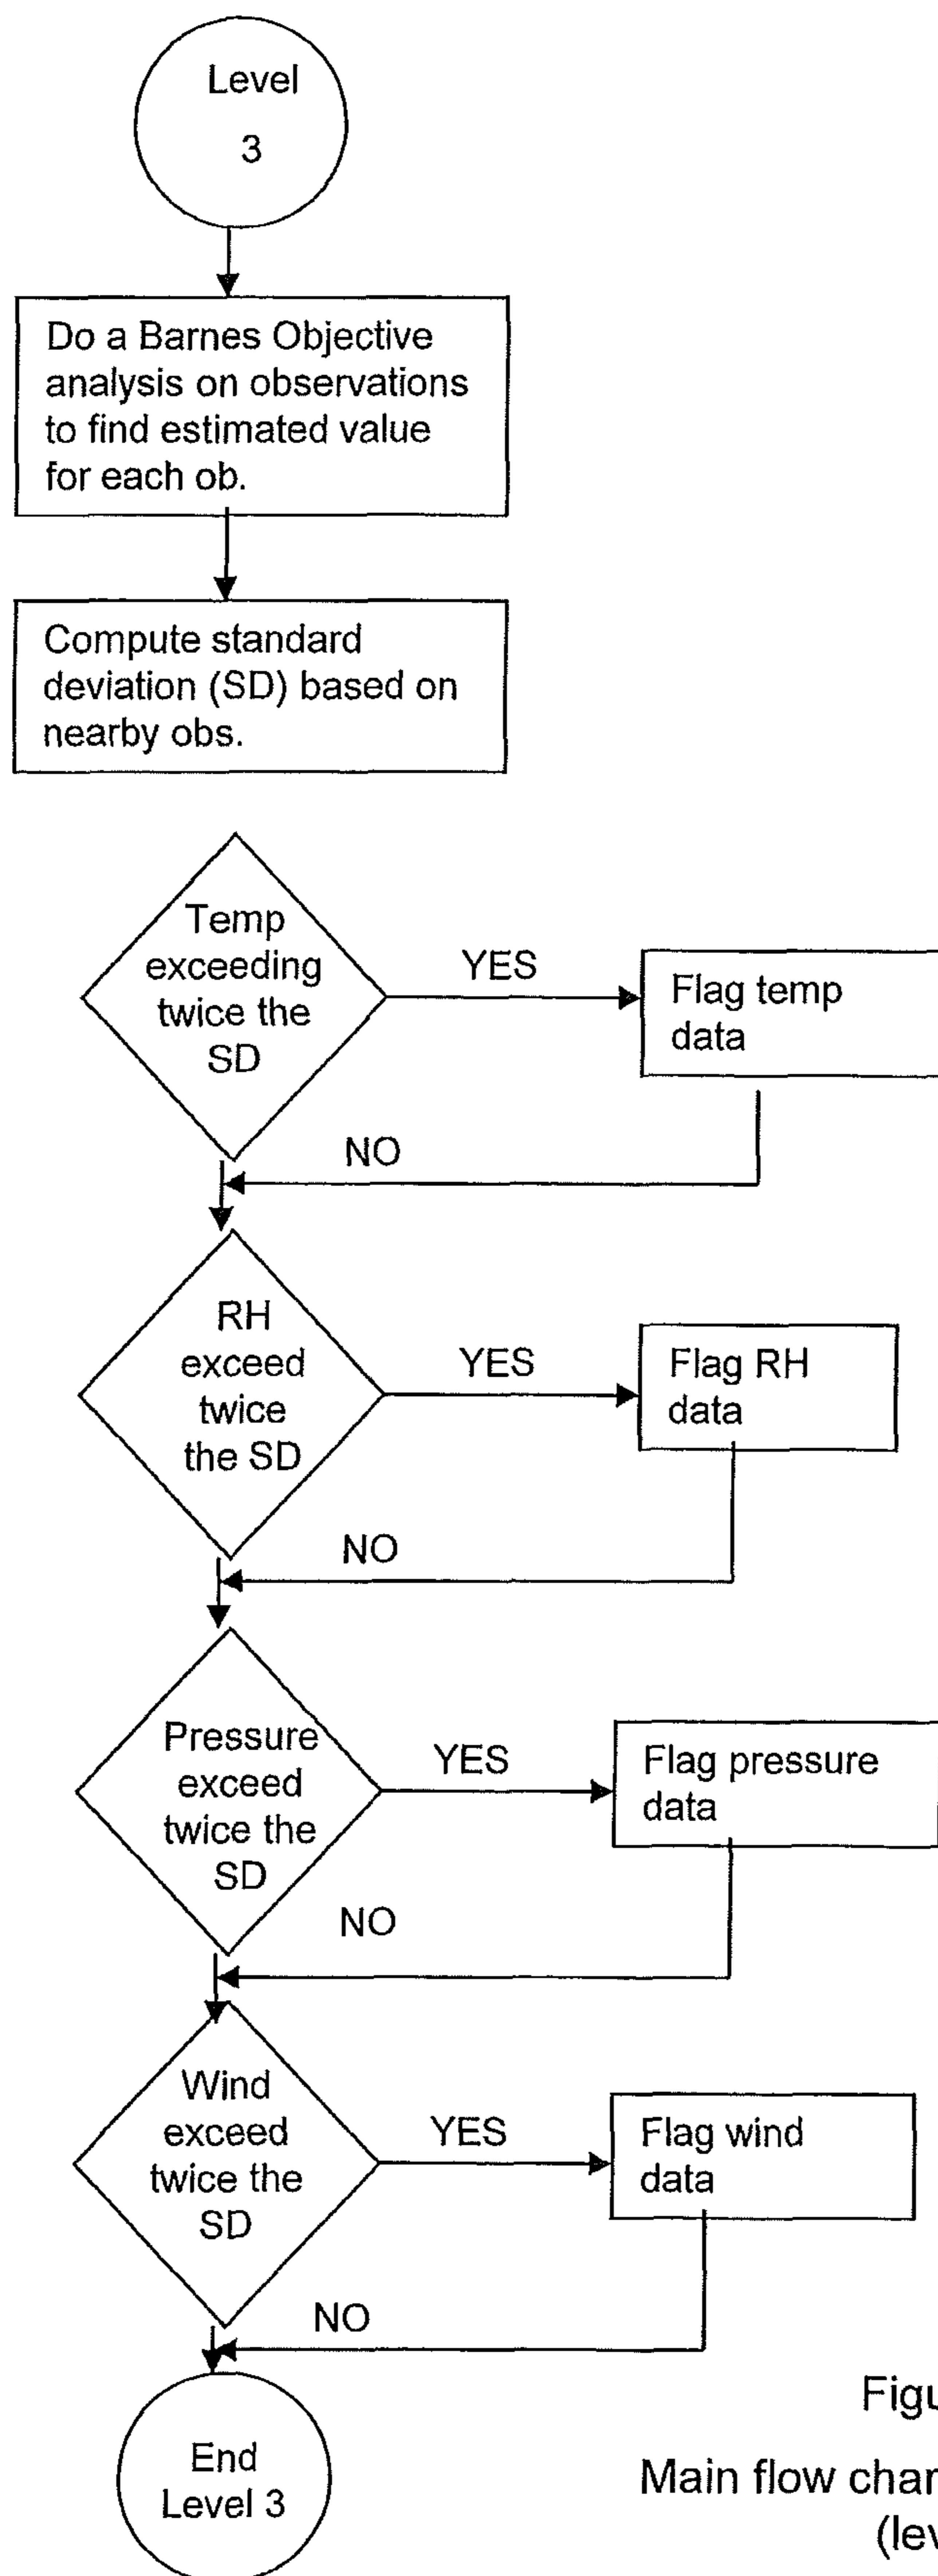 Level
3
Do a Barnes Objective
analysis on observations
to find estimated value
for each ob.
Compute standard
deviation (SD) based on
nearby obs.
Temp
exceeding
twice the
SD
YES
Flag temp
data
NO
RH
exceed
twice
the SD
YES
Flag RH
data
NO
Pressure
exceed
twice the
SD
YES
Flag pressure
data
NO
Wind
exceed
twice the
SD
YES
Flag wind
data
NO
End
Level 3
Main flow